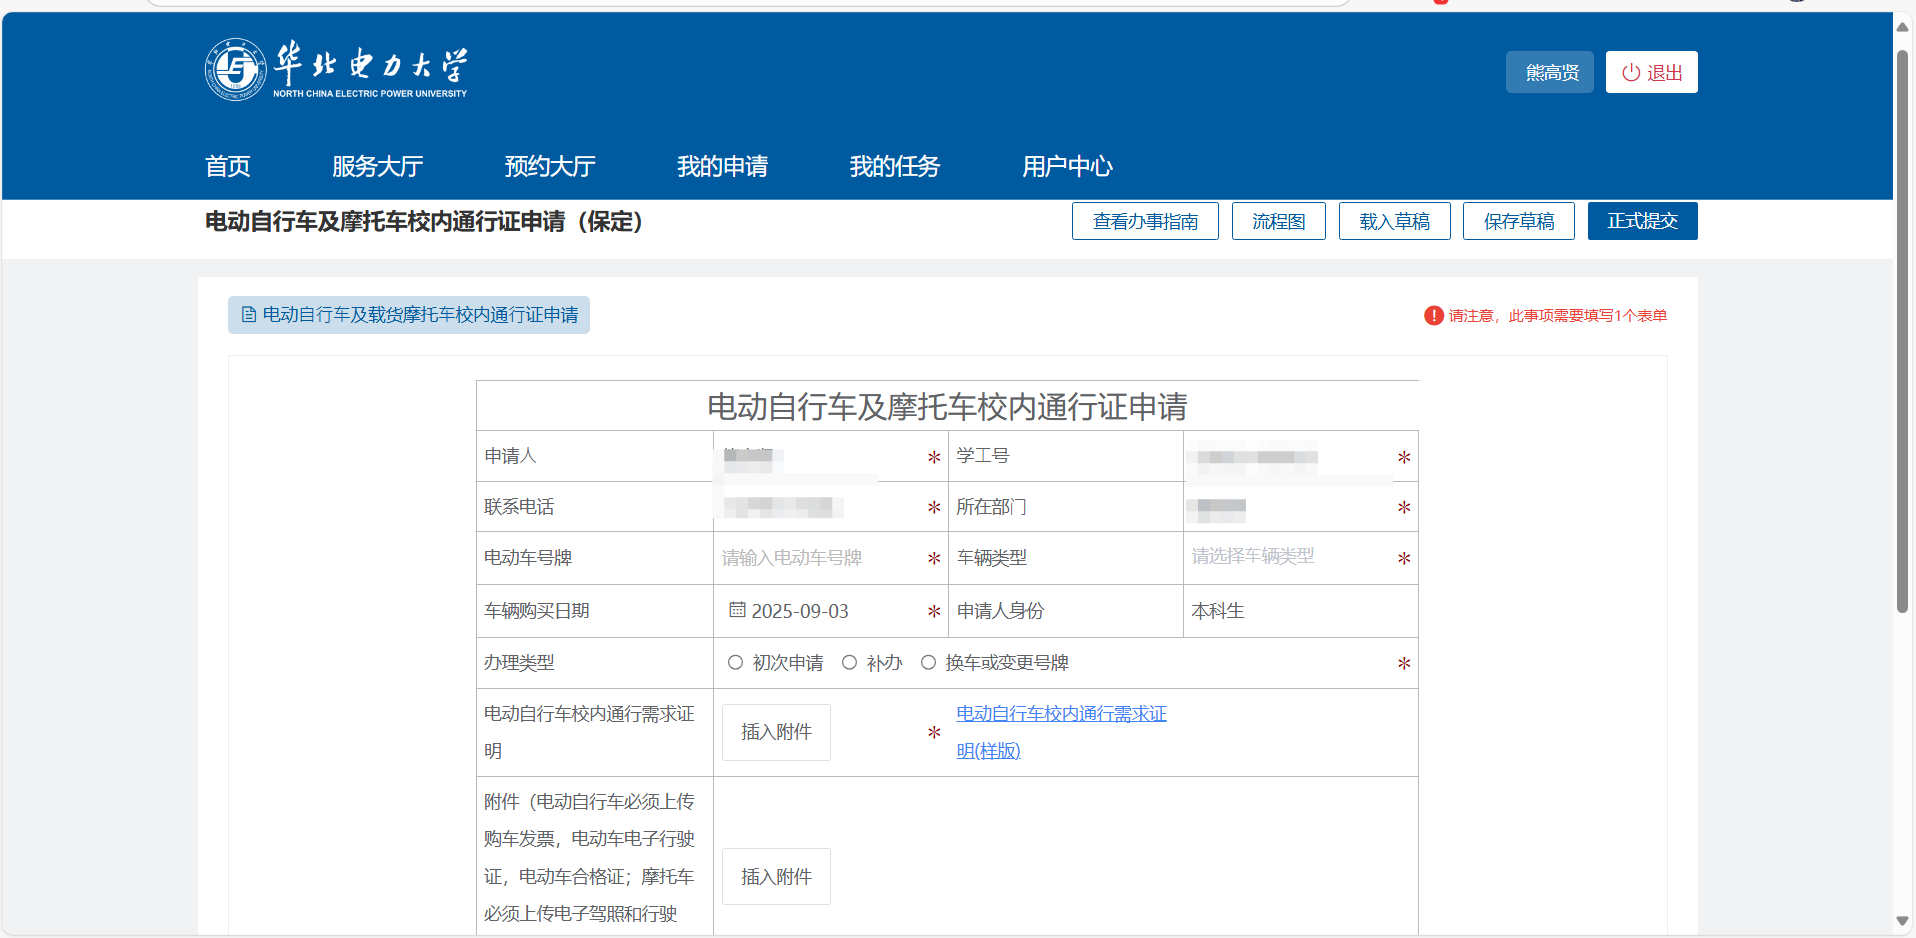 华北电力大学
NORTH CHINA ELECTRIC POWER UNIVERSITY
熊高贤
退出
首页 服务大厅 预约大厅 我的申请 我的任务 用户中心
电动自行车及摩托车校内通行证申请（保定）
查看办事指南 流程图 载入草稿 保存草稿 正式提交
电动自行车及载货摩托车校内通行证申请
请注意，此事项需要填写1个表单
电动自行车及摩托车校内通行证申请
申请人 * 学工号 *
联系电话 * 所在部门 *
电动车号牌 请输入电动车号牌 * 车辆类型 请选择车辆类型 *
车辆购买日期 2025-09-03 * 申请人身份 本科生
办理类型 初次申请 补办 换车或变更号牌 *
电动自行车校内通行需求证
明
插入附件 *
电动自行车校内通行需求证
明(样版)
附件（电动自行车必须上传
购车发票，电动车电子行驶
证，电动车合格证；摩托车
必须上传电子驾照和行驶
插入附件